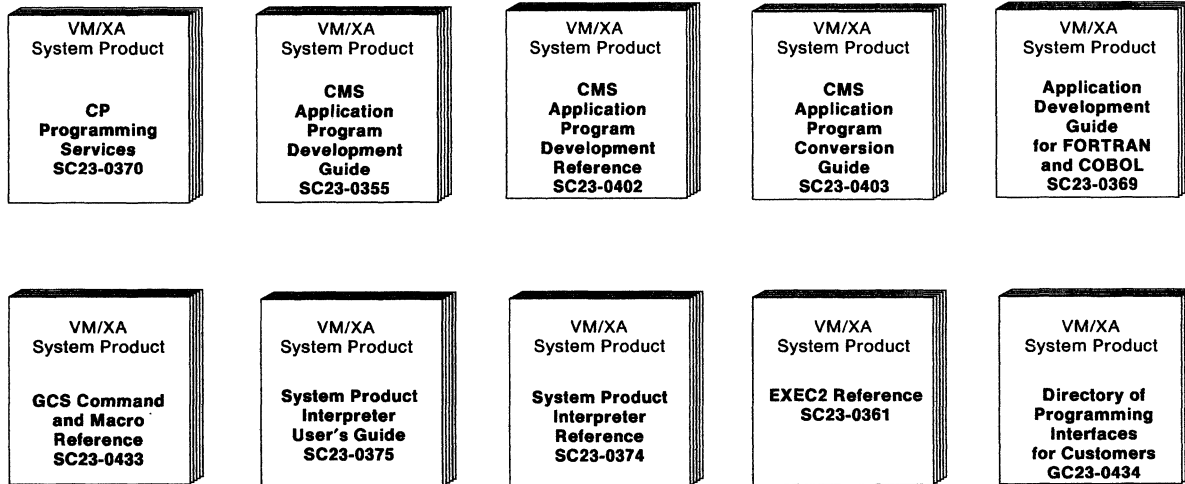 VM/XA
System Product
CP
Programming
Services
SC23-0370
VM/XA
System Product
CMS
Application
Program
Development
Guide
SC23-0355
VM/XA
System Product
CMS
Application
Program
Development
Reference
SC23-0402
VM/XA
System Product
CMS
Application
Program
Conversion
Guide
SC23-0403
VM/XA
System Product
Application
Development
Guide
for FORTRAN
and COBOL
SC23-0369
VM/XA
System Product
GCS Command
and Macro
Reference
SC23-0433
VM/XA
System Product
System Product
Interpreter
User's Guide
SC23-0375
VM/XA
System Product
System Product
Interpreter
Reference
SC23-0374
VM/XA
System Product
EXEC2 Reference
SC23-0361
VM/XA
System Product
Directory of
Programming
Interfaces
for Customers
GC23-0434